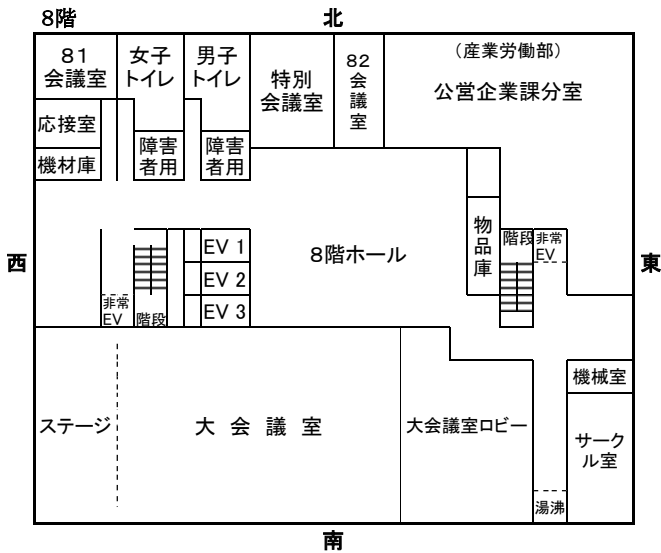 8階
北
81
会議室
女子
トイレ
男子
トイレ
特別
会議室
82
会
議
室
(産業労働部)
公営企業課分室
応接室
機材庫
障害
者用
障害
者用
西
EV 1
EV 2
EV 3
8階ホール
物
品
庫
階段
非常
EV
東
非常
EV
階段
ステージ
大 会 議 室
大会議室ロビー
機械室
サーク
ル室
湯沸
南